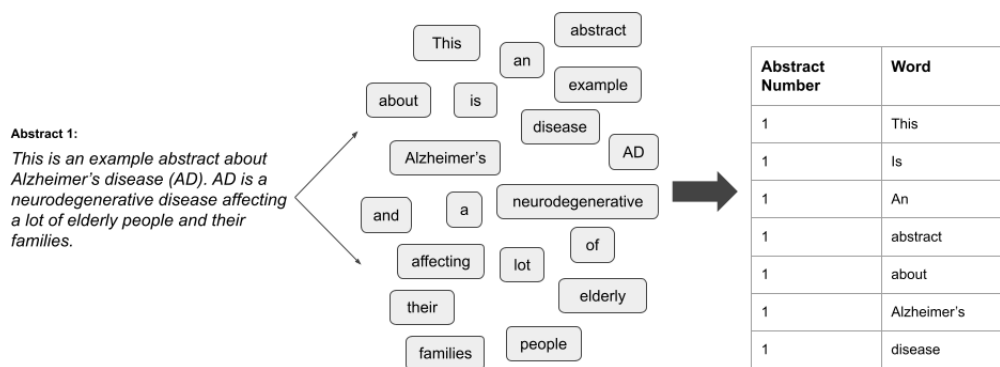 Abstract 1:
This is an example abstract about
Alzheimer's disease (AD). AD is a
neurodegenerative disease affecting
a lot of elderly people and their
families.
This
an
abstract
about
is
example
disease
Alzheimer's
AD
and
a
neurodegenerative
affecting
lot
of
their
elderly
families
people
Abstract Number Word
1 This
1 Is
1 An
1 abstract
1 about
1 Alzheimer's
1 disease